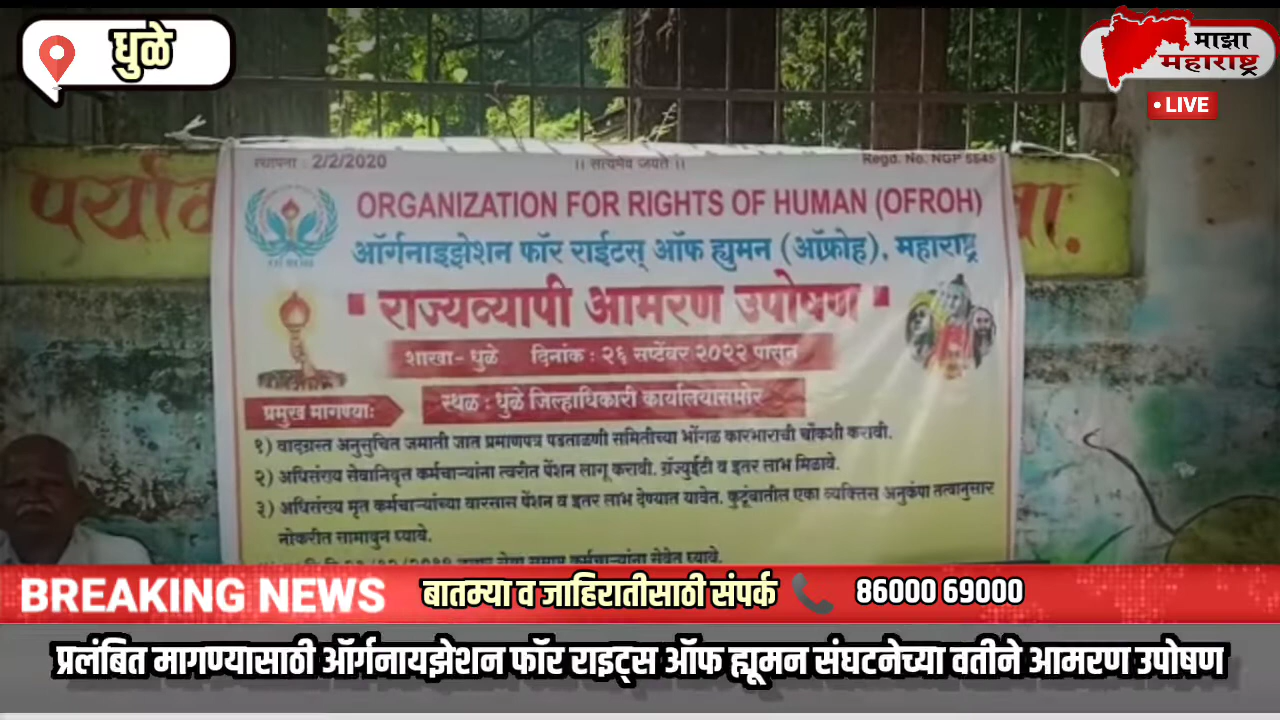 धुळे
माझा
महाराष्ट्र
• LIVE
स्थापना : 2/2/2020 ।। सत्यमेव जयते ।। Regd. No. NGP 5545
ORGANIZATION FOR RIGHTS OF HUMAN (OFROH)
ऑर्गनाइझेशन फॉर राईटस् ऑफ ह्युमन (ऑफ्रोह), महाराष्ट्र
" राज्यव्यापी आमरण उपोषण "
शाखा- धुळे दिनांक : २६ सप्टेंबर २०२२ पासून
स्थळ : धुळे जिल्हाधिकारी कार्यालयासमोर
प्रमुख मागण्या:
१) वादग्रस्त अनुसुचित जमाती जात प्रमाणपत्र पडताळणी समितीच्या भोंगळ कारभाराची चौकशी करावी.
२) अधिसंख्य सेवानिवृत्त कर्मचाऱ्यांना त्वरीत पेंशन लागू करावी. ग्रॅज्युईटी व इतर लाभ मिळावे.
३) अधिसंख्य मृत कर्मचाऱ्यांच्या वारसास पेंशन व इतर लाभ देण्यात यावेत. कुटूंबातील एका व्यक्तिस अनुकंपा तत्वानुसार
नोकरीत सामावुन घ्यावे.
कर्मचाऱ्यांना सेवेत घ्यावे.
BREAKING NEWS बातम्या व जाहिरातीसाठी संपर्क 86000 69000
प्रलंबित मागण्यासाठी ऑर्गनायझेशन फॉर राइट्स ऑफ ह्यूमन संघटनेच्या वतीने आमरण उपोषण